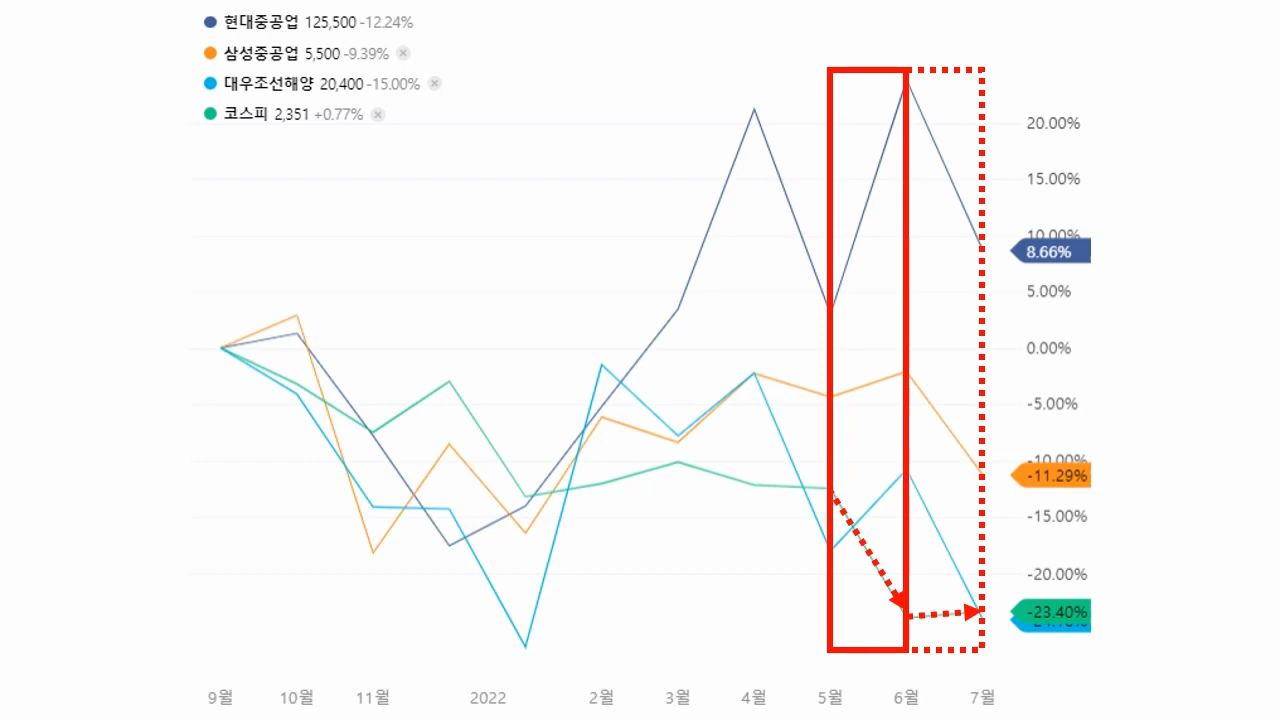 현대중공업 125,500 -12.24%
삼성중공업 5,500 -9.39%
대우조선해양 20,400 -15.00%
코스피 2,351 +0.77%
20.00%
15.00%
10.00%
8.66%
5.00%
0.00%
-5.00%
-10.00%
-11.29%
-15.00%
-20.00%
-23.40%
9월 10월 11월 2022 2월 3월 4월 5월 6월 7월